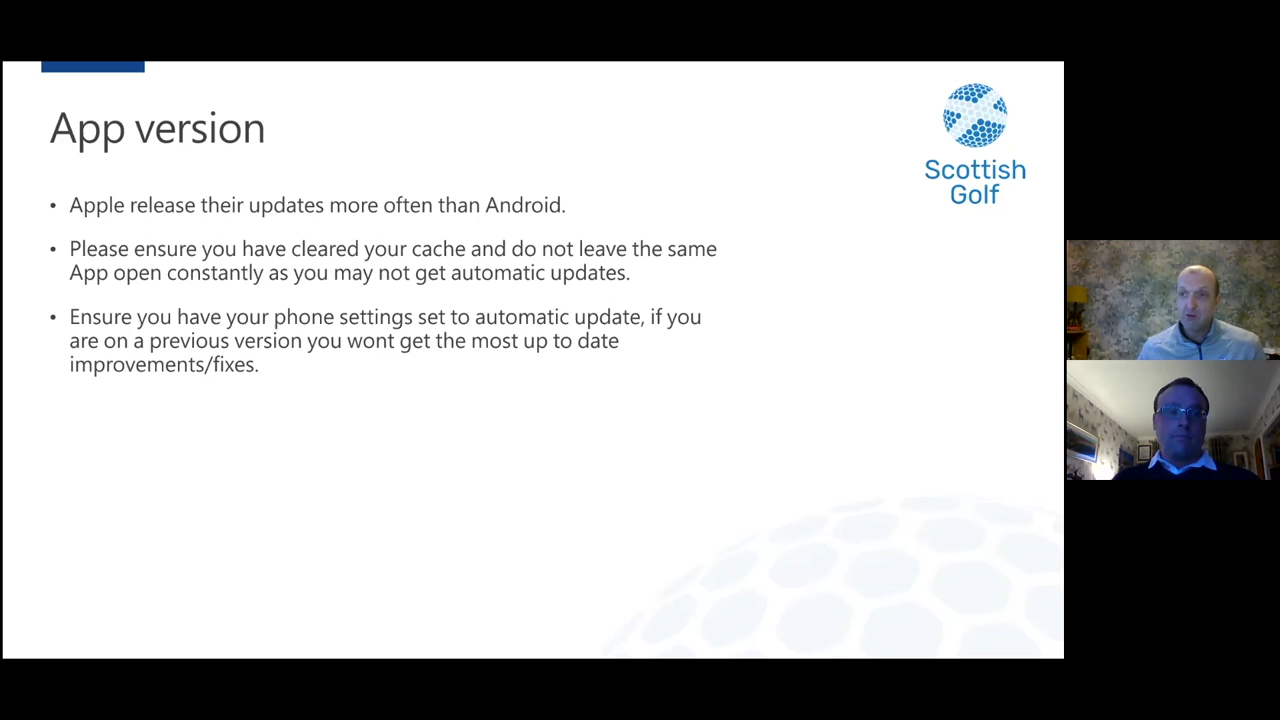 App version
Scottish
Golf
• Apple release their updates more often than Android.
• Please ensure you have cleared your cache and do not leave the same
App open constantly as you may not get automatic updates.
• Ensure you have your phone settings set to automatic update, if you
are on a previous version you wont get the most up to date
improvements/fixes.